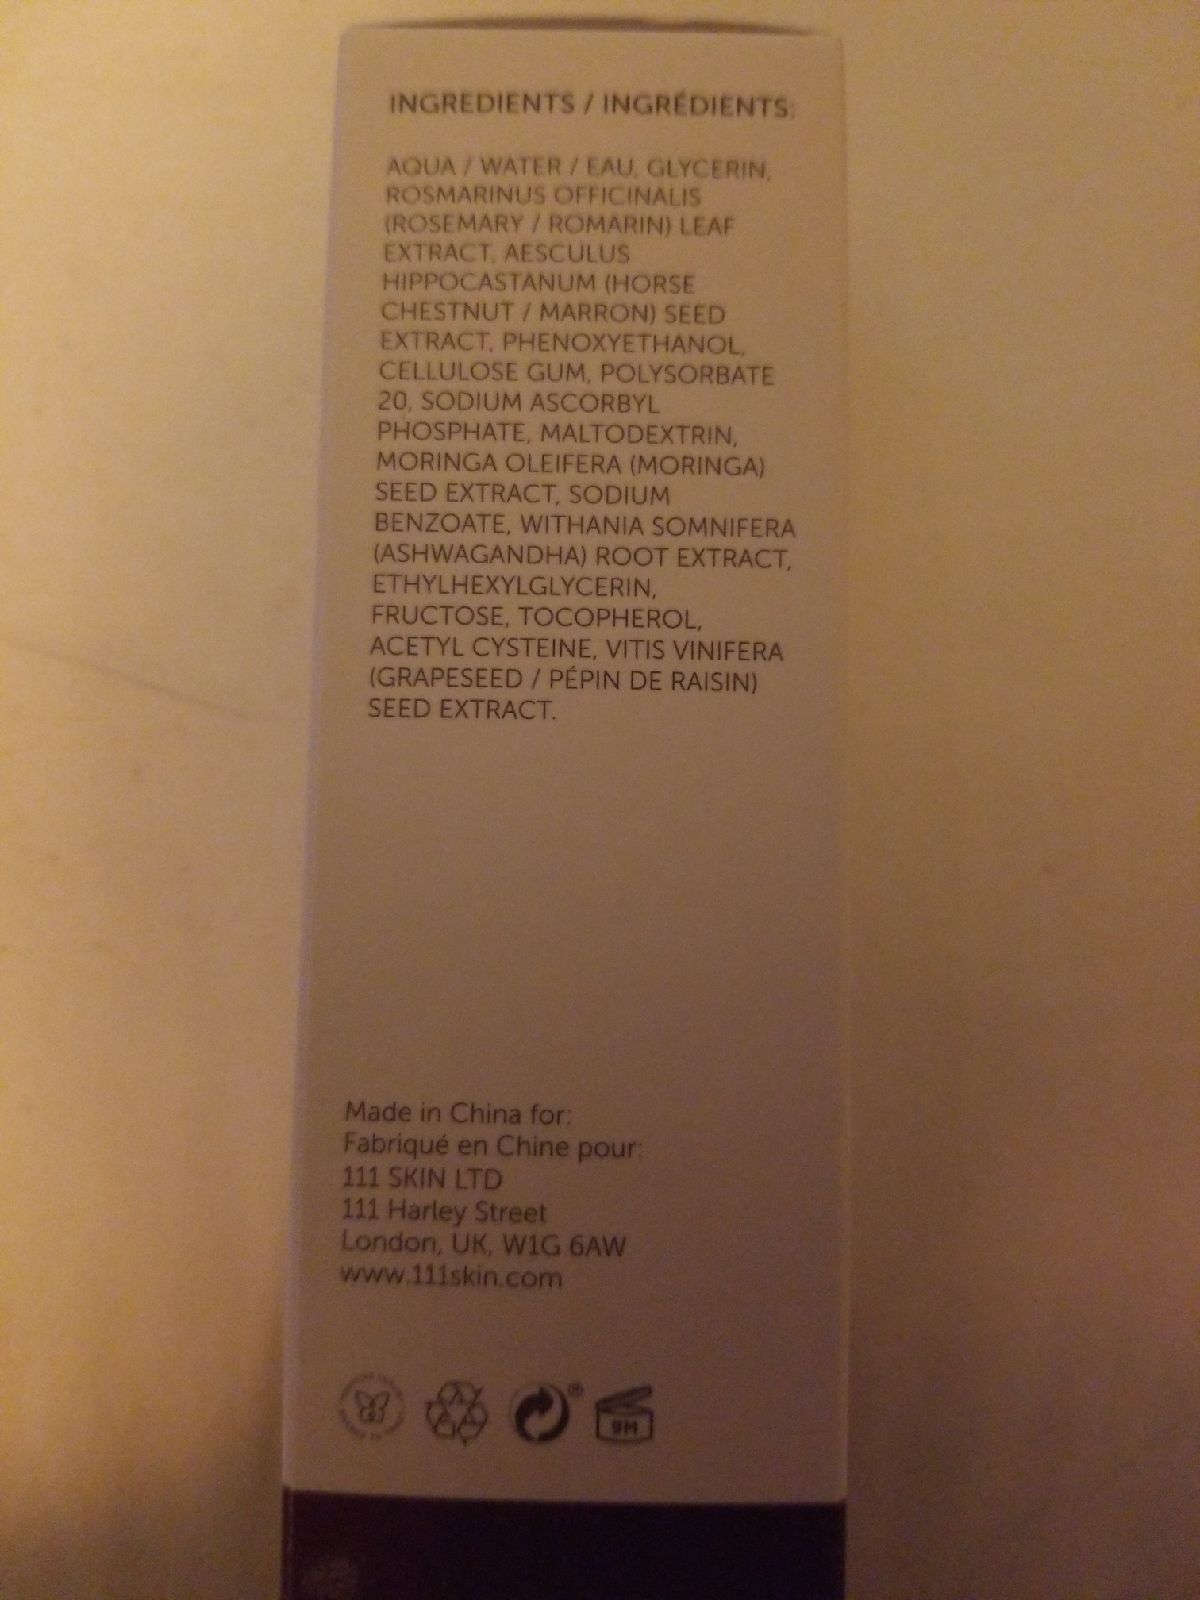 INGREDIENTS / INGRÉDIENTS:
AQUA / WATER / EAU, GLYCERIN,
ROSMARINUS OFFICINALIS
(ROSEMARY / ROMARIN) LEAF
EXTRACT, AESCULUS
HIPPOCASTANUM (HORSE
CHESTNUT / MARRON) SEED
EXTRACT, PHENOXYETHANOL,
CELLULOSE GUM, POLYSORBATE
20, SODIUM ASCORBYL
PHOSPHATE, MALTODEXTRIN,
MORINGA OLEIFERA (MORINGA)
SEED EXTRACT, SODIUM
BENZOATE, WITHANIA SOMNIFERA
(ASHWAGANDHA) ROOT EXTRACT,
ETHYLHEXYLGLYCERIN,
FRUCTOSE, TOCOPHEROL,
ACETYL CYSTEINE, VITIS VINIFERA
(GRAPESEED / PÉPIN DE RAISIN)
SEED EXTRACT.
Made in China for:
Fabriqué en Chine pour:
111 SKIN LTD
111 Harley Street
London, UK, W1G 6AW
www.111skin.com
® 9M